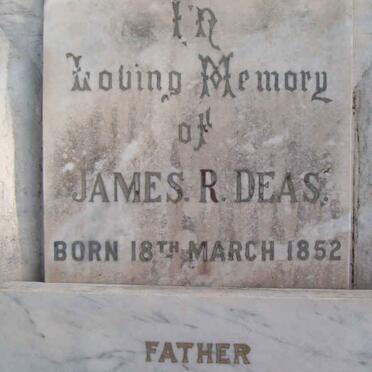 In
Loving Memory
of
JAMES. R. DEAS.
BORN 18TH MARCH 1852
FATHER